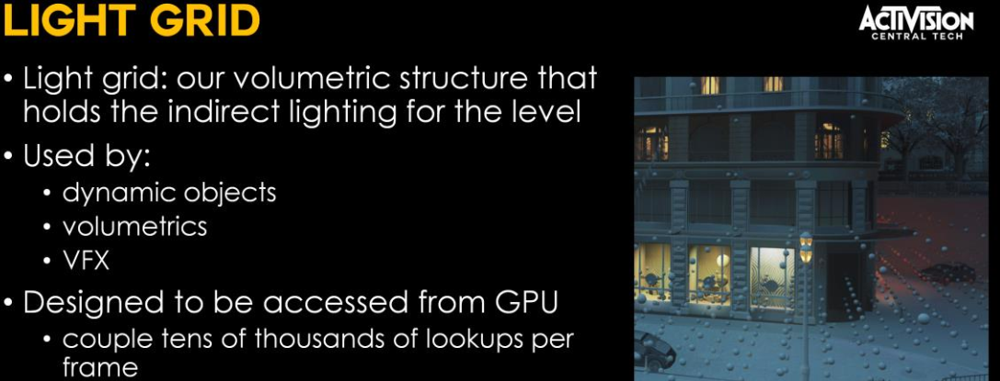 LIGHT GRID
ACTIVISION
CENTRAL TECH
• Light grid: our volumetric structure that
holds the indirect lighting for the level
• Used by:
• dynamic objects
• volumetrics
• VFX
• Designed to be accessed from GPU
• couple tens of thousands of lookups per
frame